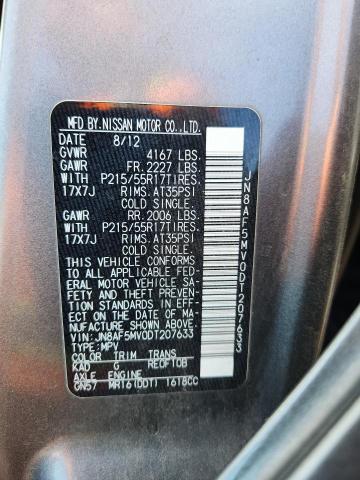 MFD BY.NISSAN MOTOR CO.,LTD.
DATE 8/12
GVWR 4167 LBS.
GAWR FR. 2227 LBS.
WITH P215/55R17TIRES.
17X7J RIMS.AT35PSI
COLD SINGLE.
GAWR RR. 2006 LBS.
WITH P215/55R17TIRES.
17X7J RIMS.AT35PSI
COLD SINGLE.
THIS VEHICLE CONFORMS
TO ALL APPLICABLE FED-
ERAL MOTOR VEHICLE SA-
FETY AND THEFT PREVEN-
TION STANDARDS IN EFF-
ECT ON THE DATE OF MA-
NUFACTURE SHOWN ABOVE.
VIN: JN8AF5MV0DT207633
TYPE: MPV
COLOR TRIM TRANS
KAD G RE0F10B
AXLE ENGINE
GN57 MR16(DDT) 1618CC
JN8AF5MV0DT207633